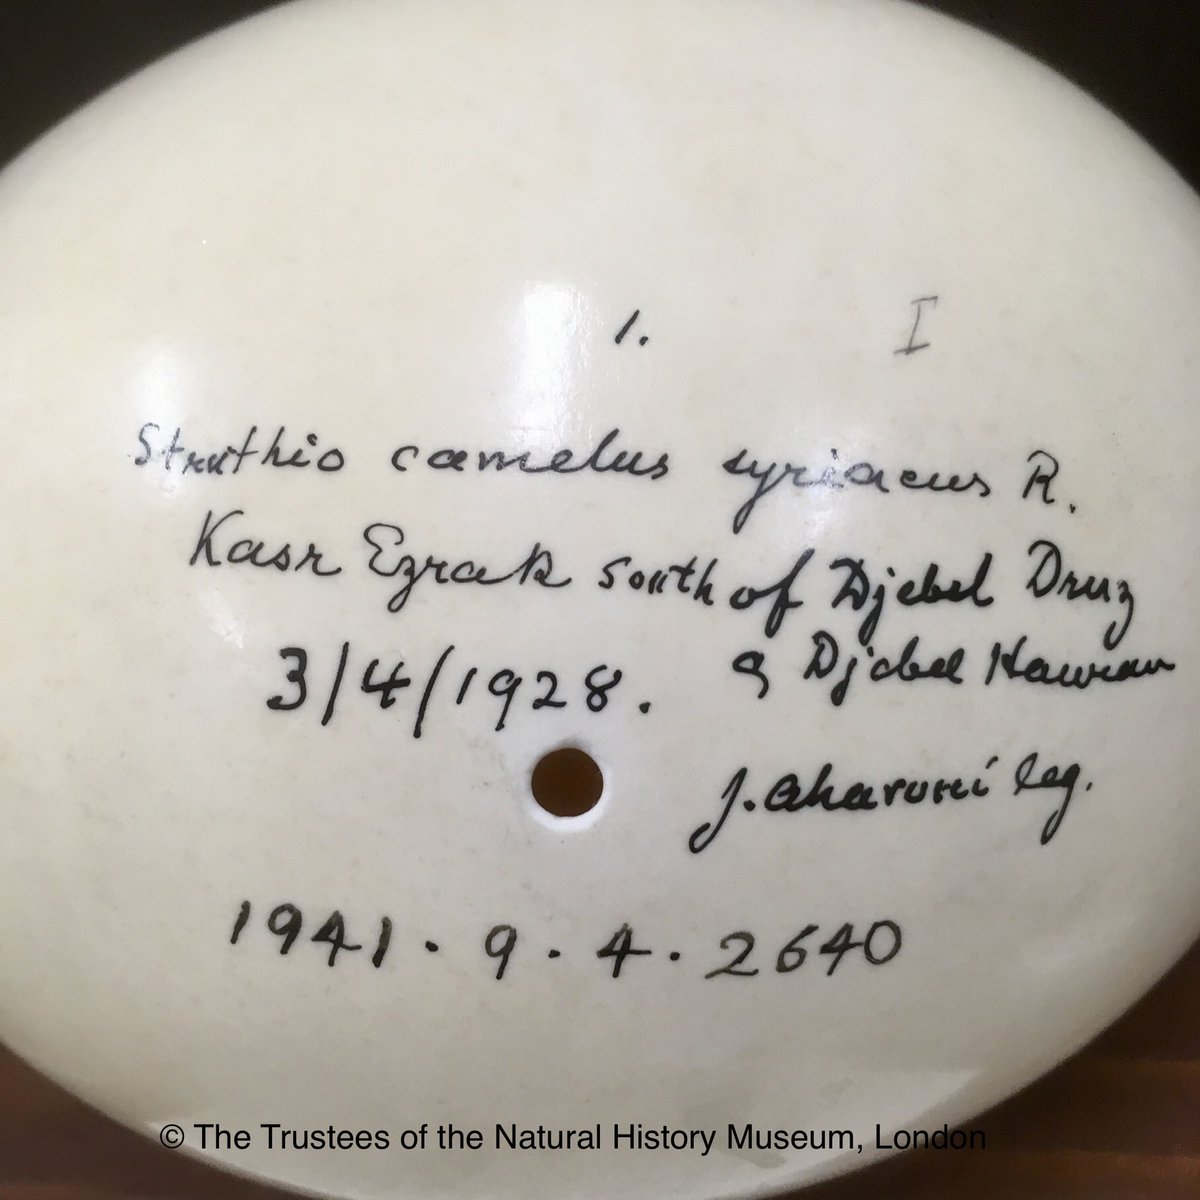 1. I
Struthio camelus syriacus R.
Kasr Ezrak south of Djebel Druz
& Djebel Hawran
3/4/1928.
J. Aharoni leg.
1941.9.4.2640
© The Trustees of the Natural History Museum, London